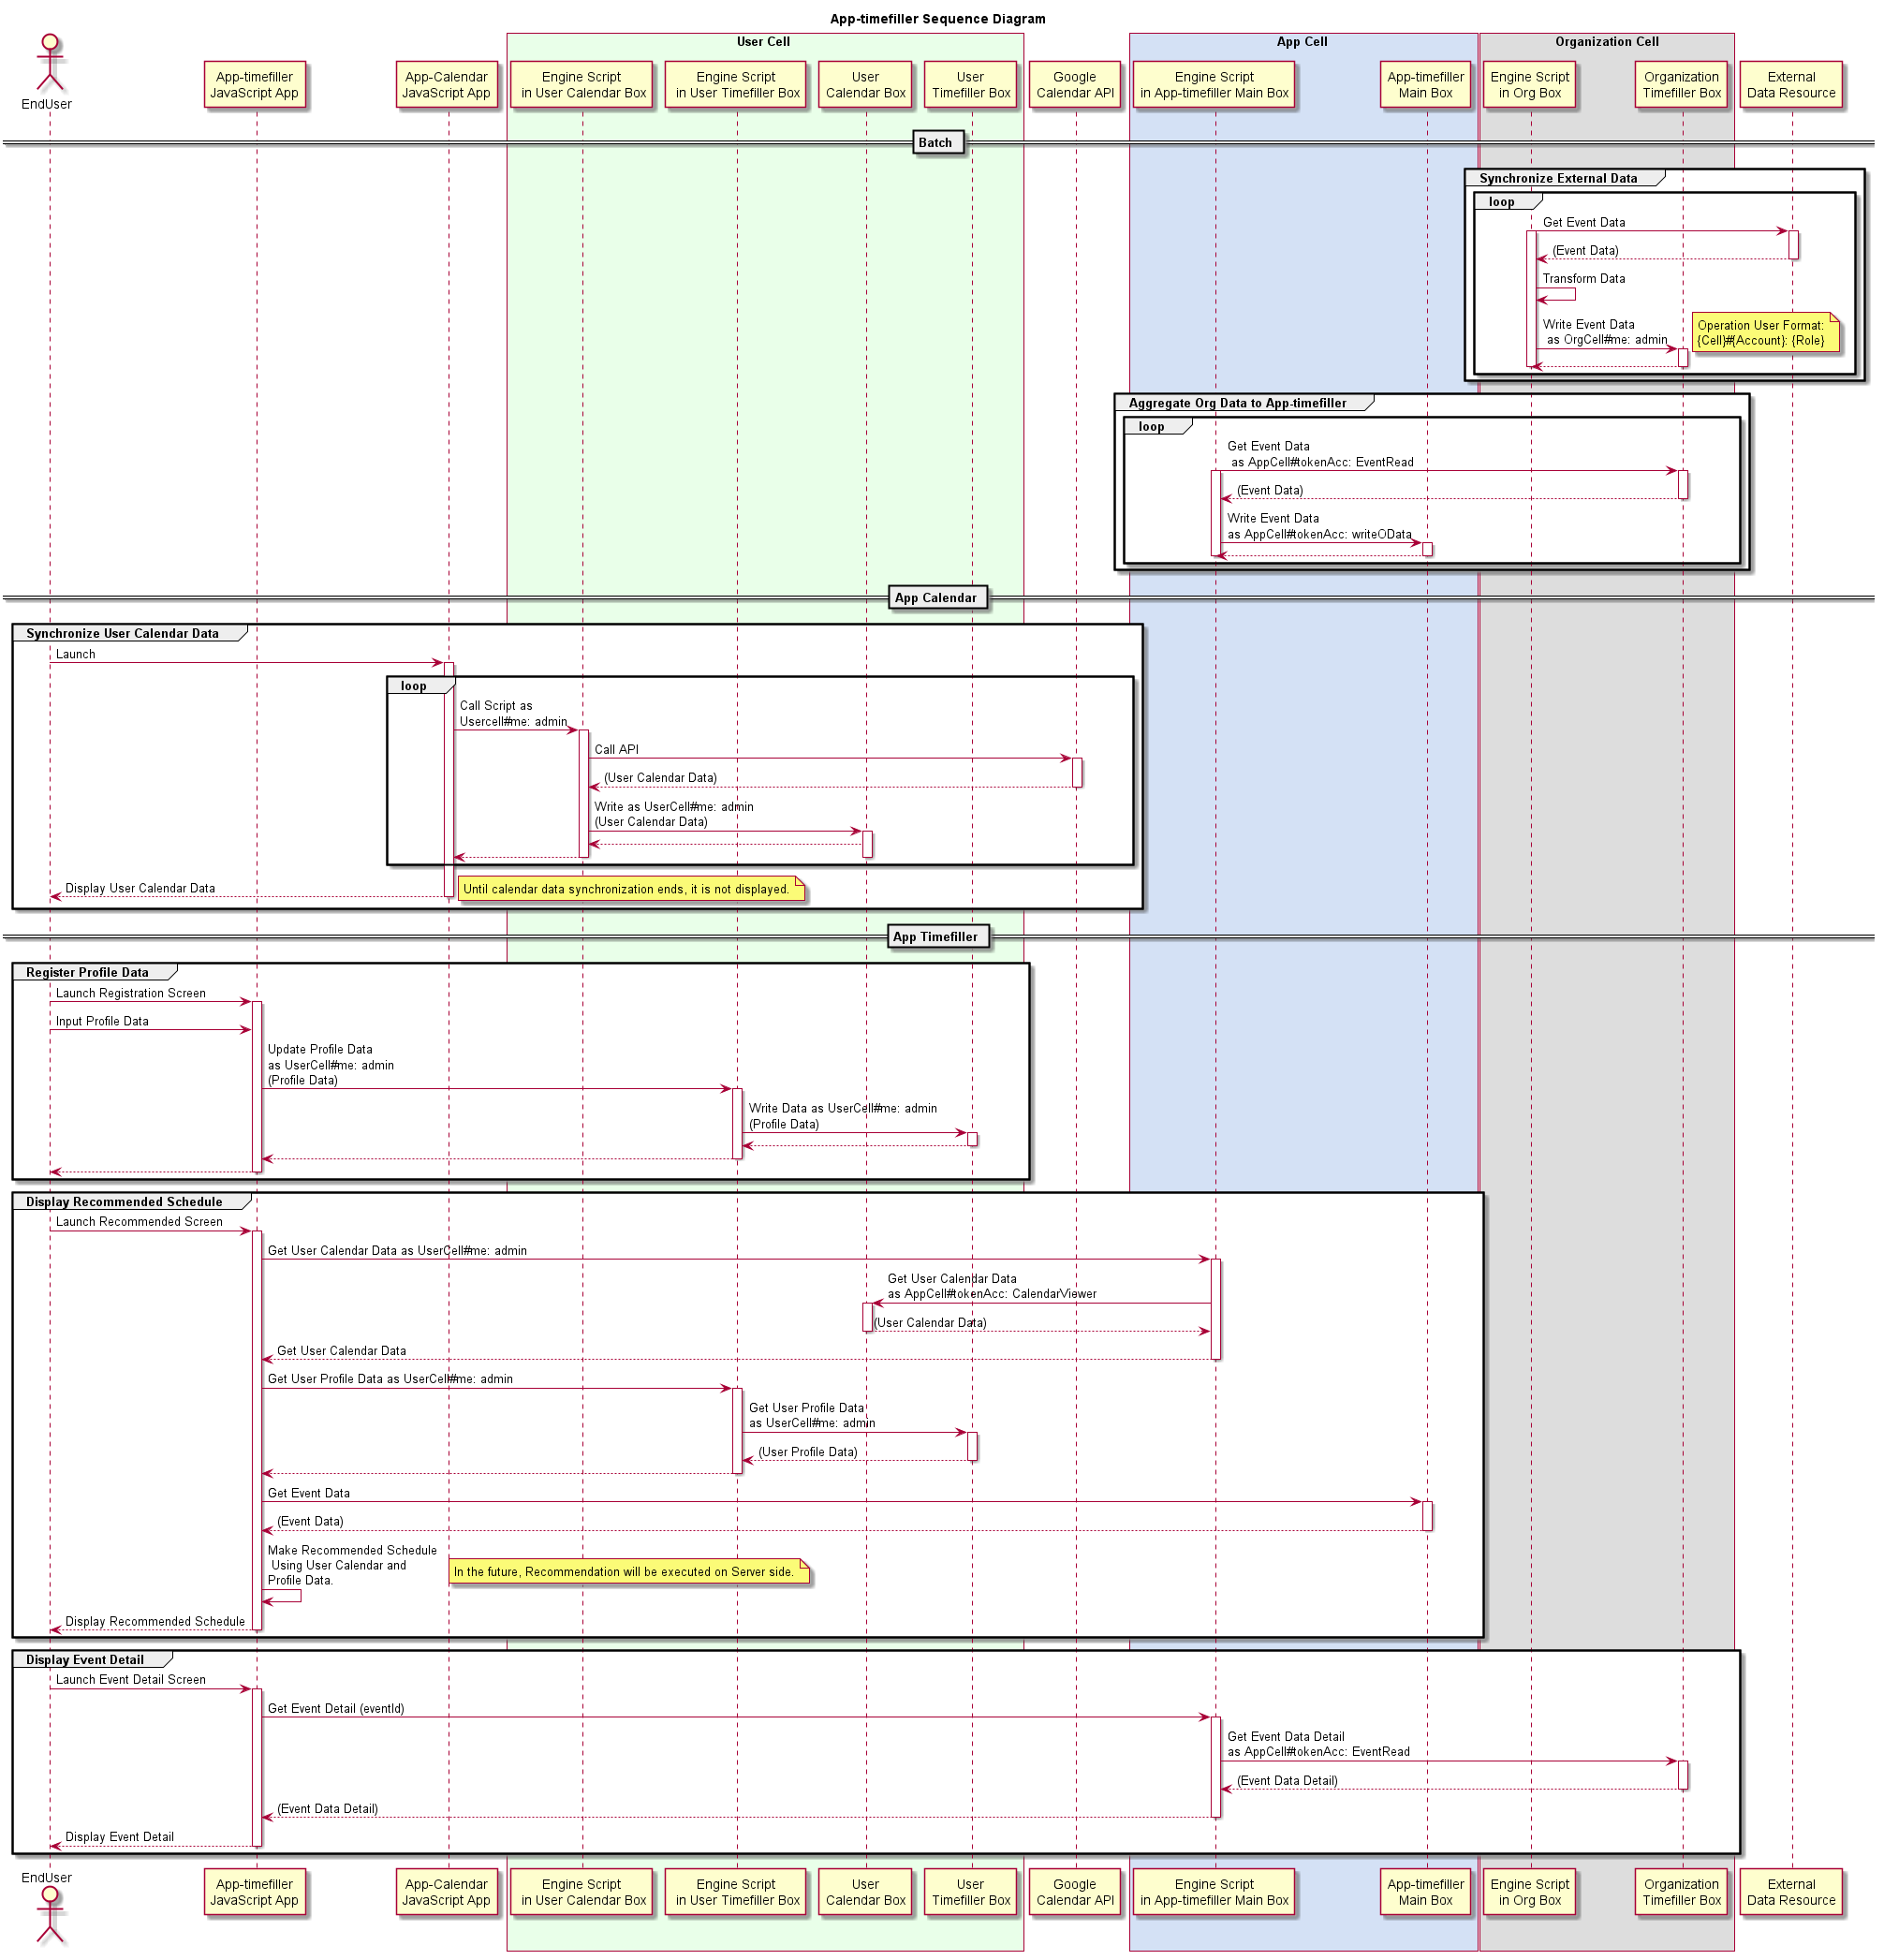 App-timefiller Sequence Diagram
User Cell
App Cell
Organization Cell
EndUser
App-timefiller
JavaScript App
App-Calendar
JavaScript App
Engine Script
in User Calendar Box
Engine Script
in User Timefiller Box
User
Calendar Box
User
Timefiller Box
Google
Calendar API
Engine Script
in App-timefiller Main Box
App-timefiller
Main Box
Engine Script
in Org Box
Organization
Timefiller Box
External
Data Resource
Batch
Synchronize External Data
loop
Get Event Data
(Event Data)
Transform Data
Write Event Data
as OrgCell#me: admin
Operation User Format:
{Cell}#{Account}: {Role}
Aggregate Org Data to App-timefiller
loop
Get Event Data
as AppCell#tokenAcc: EventRead
(Event Data)
Write Event Data
as AppCell#tokenAcc: writeOData
App Calendar
Synchronize User Calendar Data
Launch
loop
Call Script as
Usercell#me: admin
Call API
(User Calendar Data)
Write as UserCell#me: admin
(User Calendar Data)
Display User Calendar Data
Until calendar data synchronization ends, it is not displayed.
App Timefiller
Register Profile Data
Launch Registration Screen
Input Profile Data
Update Profile Data
as UserCell#me: admin
(Profile Data)
Write Data as UserCell#me: admin
(Profile Data)
Display Recommended Schedule
Launch Recommended Screen
Get User Calendar Data as UserCell#me: admin
Get User Calendar Data
as AppCell#tokenAcc: CalendarViewer
(User Calendar Data)
Get User Calendar Data
Get User Profile Data as UserCell#me: admin
Get User Profile Data
as UserCell#me: admin
(User Profile Data)
Get Event Data
(Event Data)
Make Recommended Schedule
Using User Calendar and
Profile Data.
In the future, Recommendation will be executed on Server side.
Display Recommended Schedule
Display Event Detail
Launch Event Detail Screen
Get Event Detail (eventId)
Get Event Data Detail
as AppCell#tokenAcc: EventRead
(Event Data Detail)
(Event Data Detail)
Display Event Detail
EndUser
App-timefiller
JavaScript App
App-Calendar
JavaScript App
Engine Script
in User Calendar Box
Engine Script
in User Timefiller Box
User
Calendar Box
User
Timefiller Box
Google
Calendar API
Engine Script
in App-timefiller Main Box
App-timefiller
Main Box
Engine Script
in Org Box
Organization
Timefiller Box
External
Data Resource